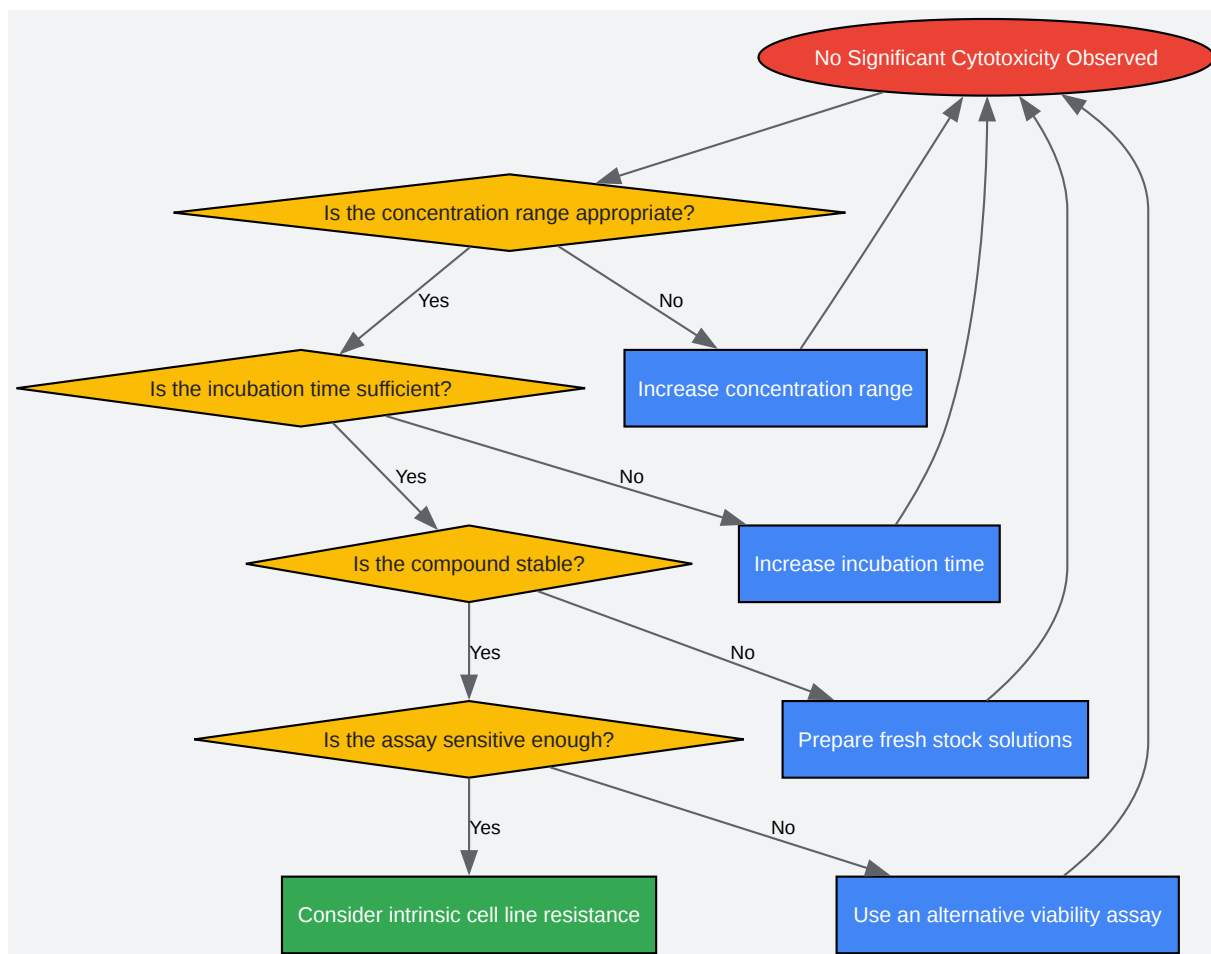 No Significant Cytotoxicity Observed
Is the concentration range appropriate?
Yes
No
Is the incubation time sufficient?
Increase concentration range
Yes
No
Is the compound stable?
Increase incubation time
Yes
No
Is the assay sensitive enough?
Prepare fresh stock solutions
Yes
No
Consider intrinsic cell line resistance
Use an alternative viability assay